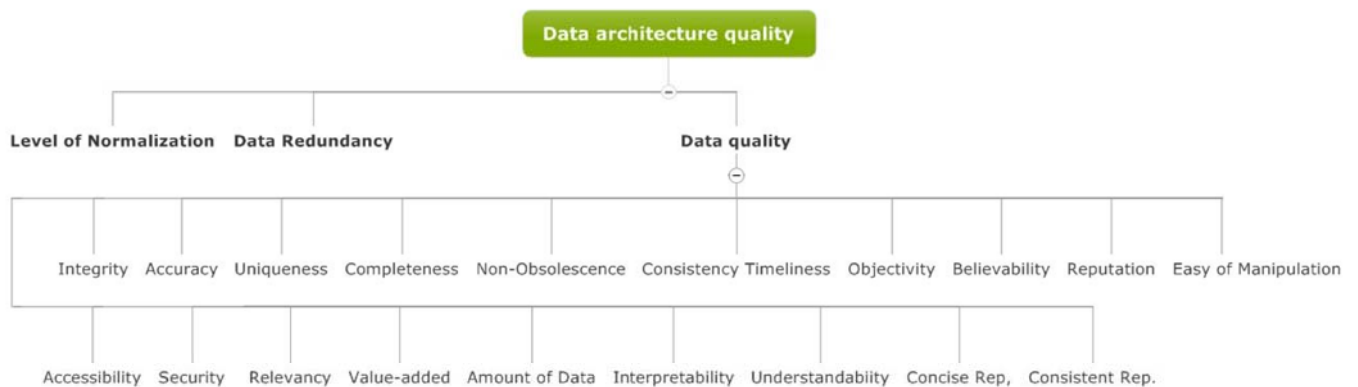 Data architecture quality
Level of Normalization Data Redundancy Data quality
Integrity Accuracy Uniqueness Completeness Non-Obsolescence Consistency Timeliness Objectivity Believability Reputation Easy of Manipulation
Accessibility Security Relevancy Value-added Amount of Data Interpretability Understandabiity Concise Rep, Consistent Rep.